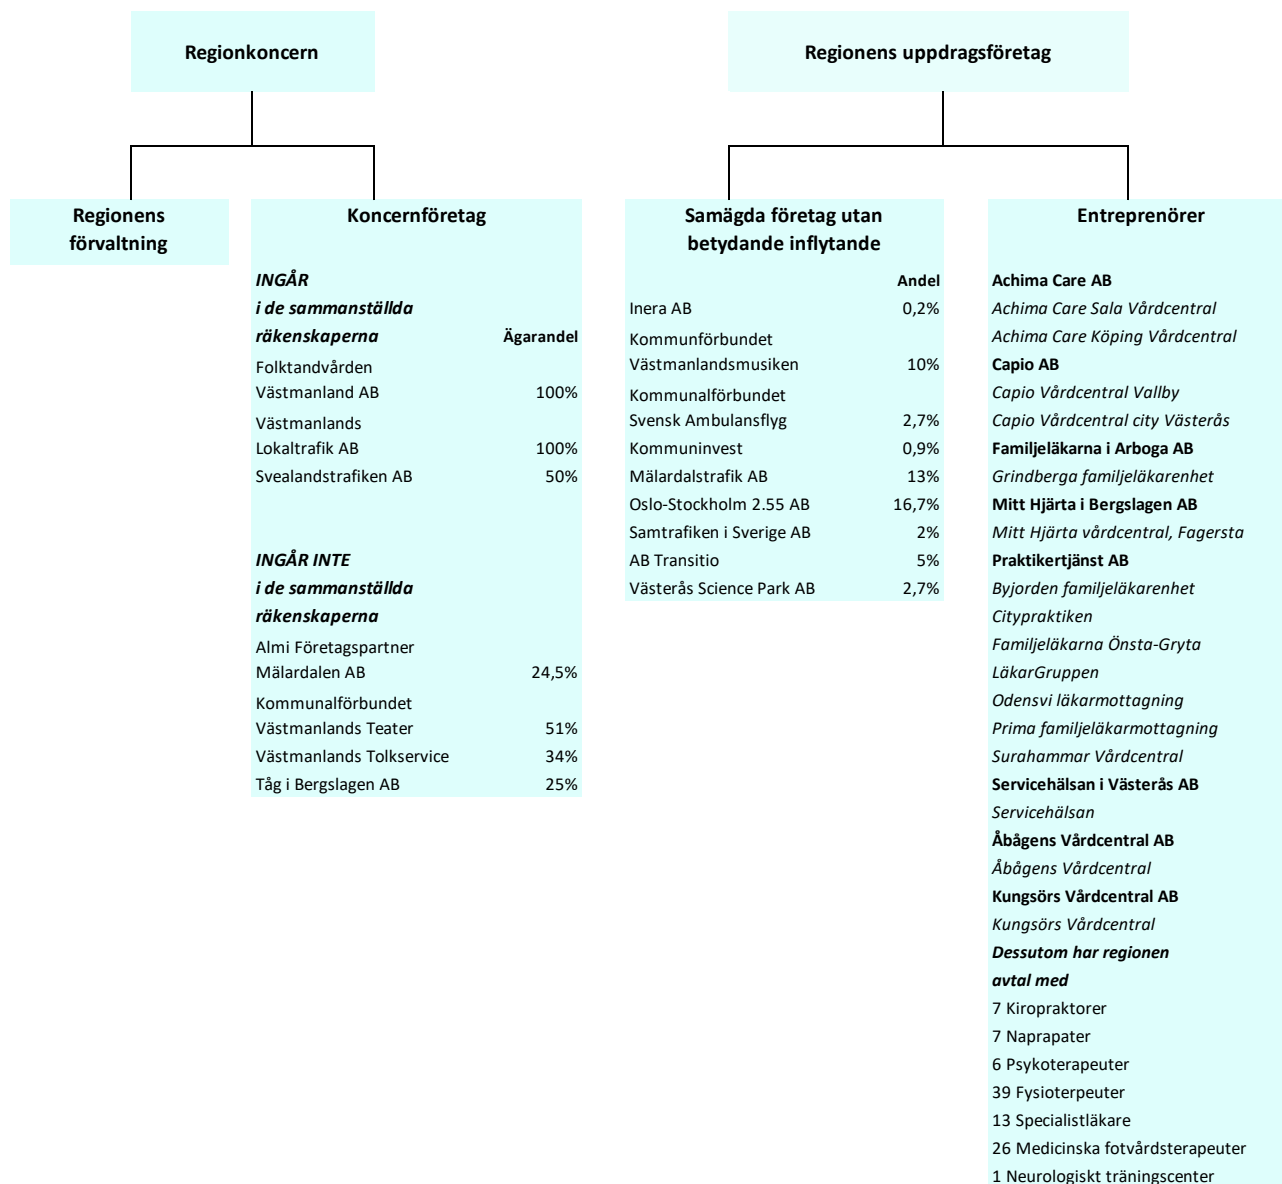 Regionkoncern
Regionens uppdragsföretag
Regionens
förvaltning
Koncernföretag
INGÅR
i de sammanställda
räkenskaperna Ägarandel
Folktandvården
Västmanland AB 100%
Västmanlands
Lokaltrafik AB 100%
Svealandstrafiken AB 50%
INGÅR INTE
i de sammanställda
räkenskaperna
Almi Företagspartner
Mälardalen AB 24,5%
Kommunalförbundet
Västmanlands Teater 51%
Västmanlands Tolkservice 34%
Tåg i Bergslagen AB 25%
Samägda företag utan
betydande inflytande
Andel
Inera AB 0,2%
Kommunförbundet
Västmanlandsmusiken 10%
Kommunalförbundet
Svensk Ambulansflyg 2,7%
Kommuninvest 0,9%
Mälardalstrafik AB 13%
Oslo-Stockholm 2.55 AB 16,7%
Samtrafiken i Sverige AB 2%
AB Transitio 5%
Västerås Science Park AB 2,7%
Entreprenörer
Achima Care AB
Achima Care Sala Vårdcentral
Achima Care Köping Vårdcentral
Capio AB
Capio Vårdcentral Vallby
Capio Vårdcentral city Västerås
Familjeläkarna i Arboga AB
Grindberga familjeläkarenhet
Mitt Hjärta i Bergslagen AB
Mitt Hjärta vårdcentral, Fagersta
Praktikertjänst AB
Byjorden familjeläkarenhet
Citypraktiken
Familjeläkarna Önsta-Gryta
LäkarGruppen
Odensvi läkarmottagning
Prima familjeläkarmottagning
Surahammar Vårdcentral
Servicehälsan i Västerås AB
Servicehälsan
Åbågens Vårdcentral AB
Åbågens Vårdcentral
Kungsörs Vårdcentral AB
Kungsörs Vårdcentral
Dessutom har regionen
avtal med
7 Kiropraktorer
7 Naprapater
6 Psykoterapeuter
39 Fysioterpeuter
13 Specialistläkare
26 Medicinska fotvårdsterapeuter
1 Neurologiskt träningscenter